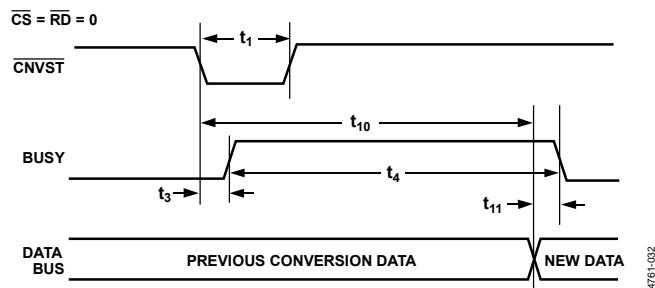 CS = RD = 0
t1
CNVST
t10
BUSY
t4
t3
t11
DATA
BUS
PREVIOUS CONVERSION DATA
NEW DATA
4761-032